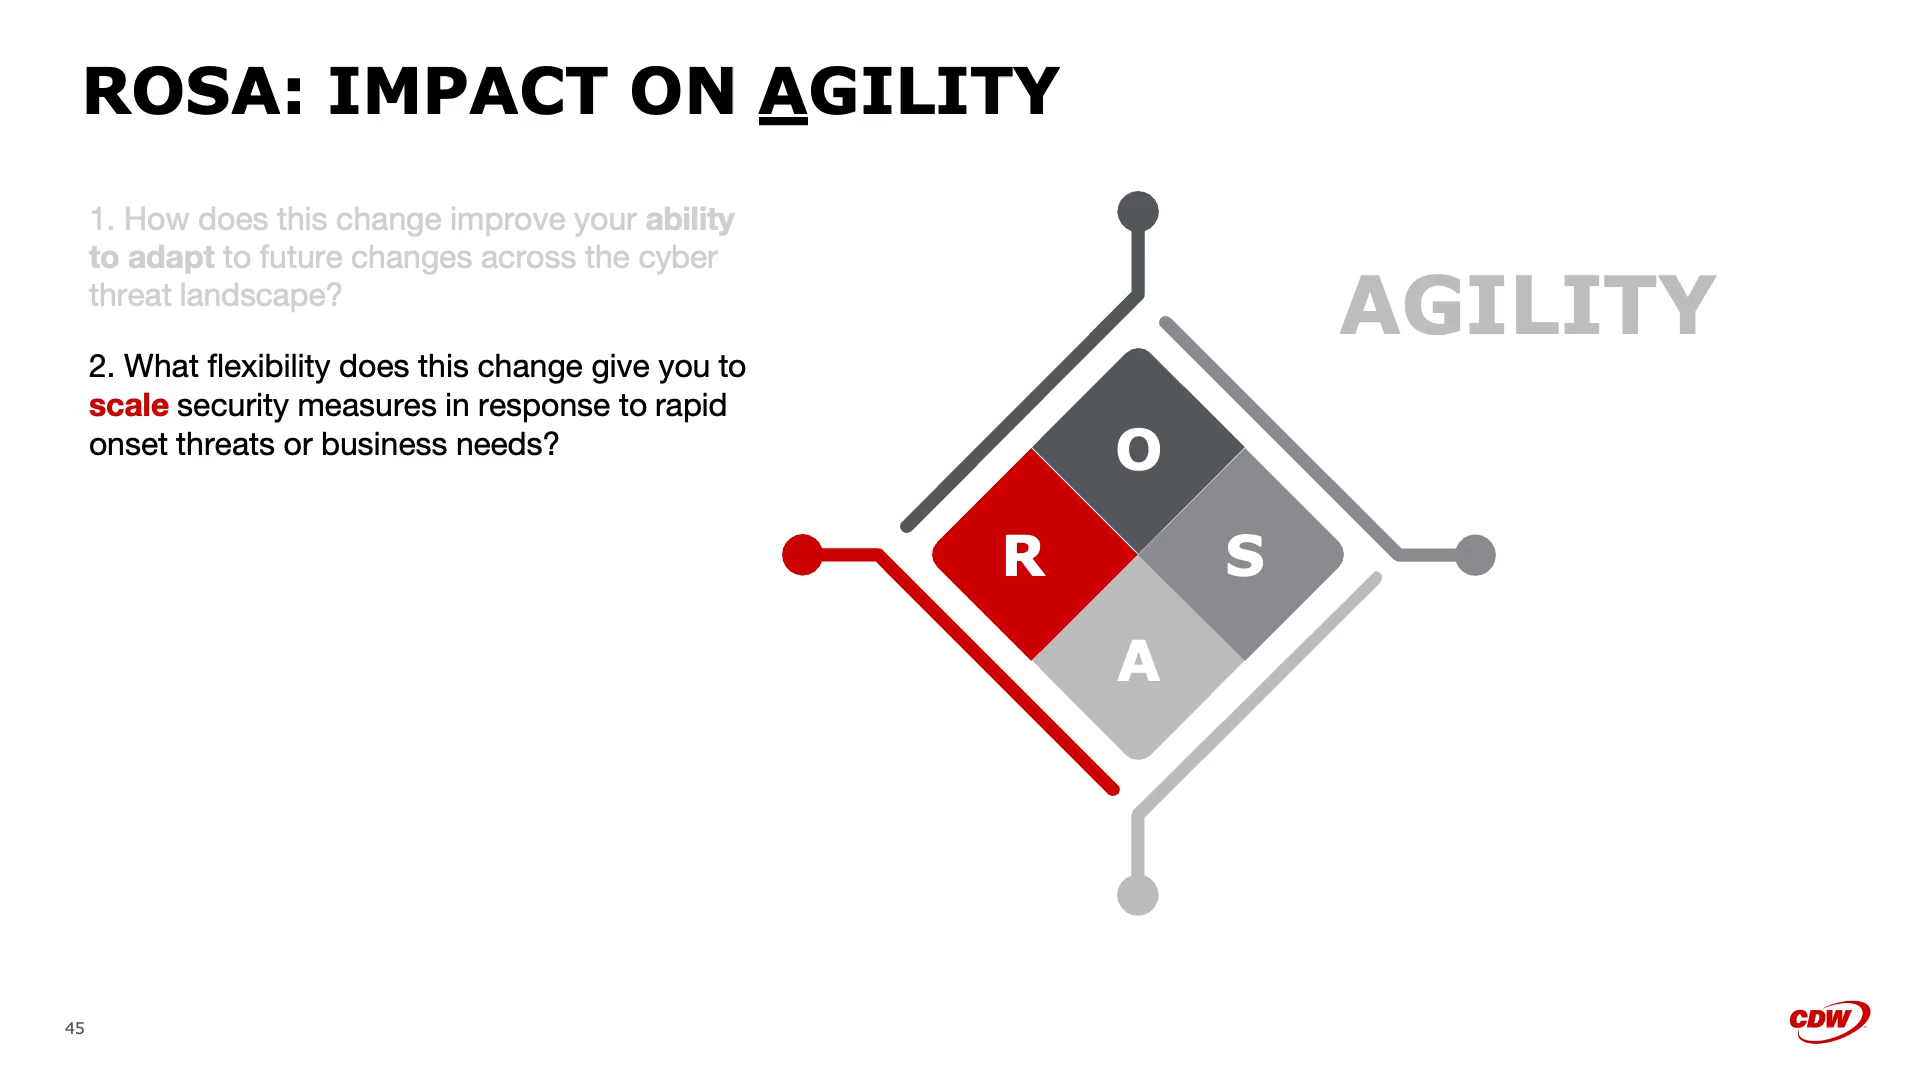 ROSA: IMPACT ON AGILITY
1. How does this change improve your ability
to adapt to future changes across the cyber
threat landscape?
2. What flexibility does this change give you to
scale security measures in response to rapid
onset threats or business needs?
AGILITY
O
R
S
A
45
CDW